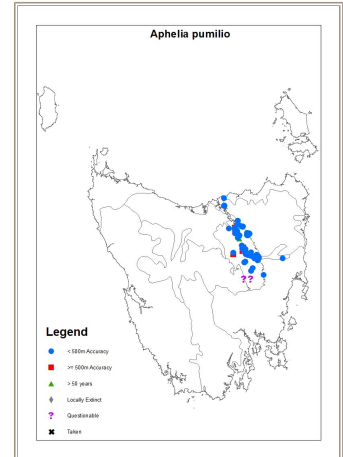 Aphelia pumilio
??
Legend
< 500m Accuracy
>= 500m Accuracy
> 50 years
Locally Extinct
? Questionable
Taken